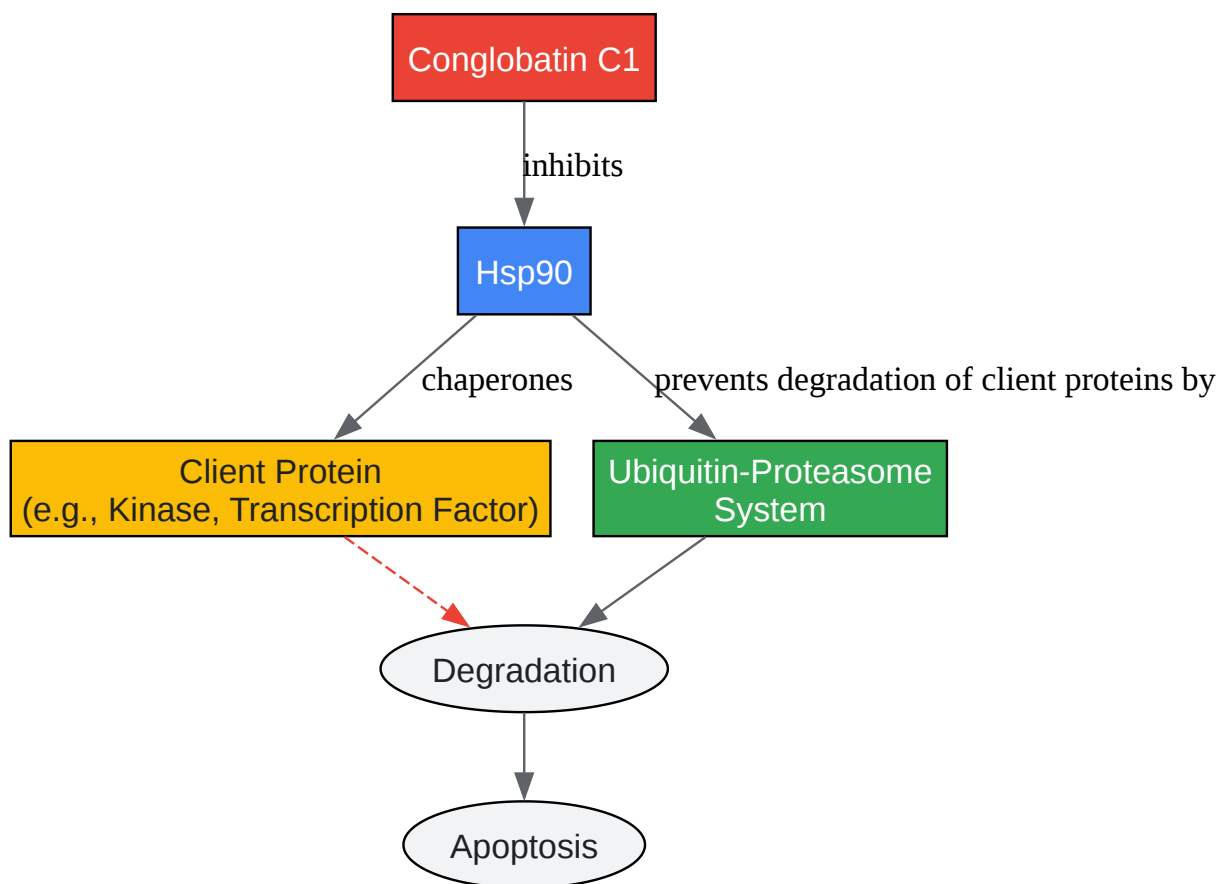 Conglobatin C1
inhibits
Hsp90
chaperones
prevents degradation of client proteins by
Client Protein
(e.g., Kinase, Transcription Factor)
Ubiquitin-Proteasome
System
Degradation
Apoptosis